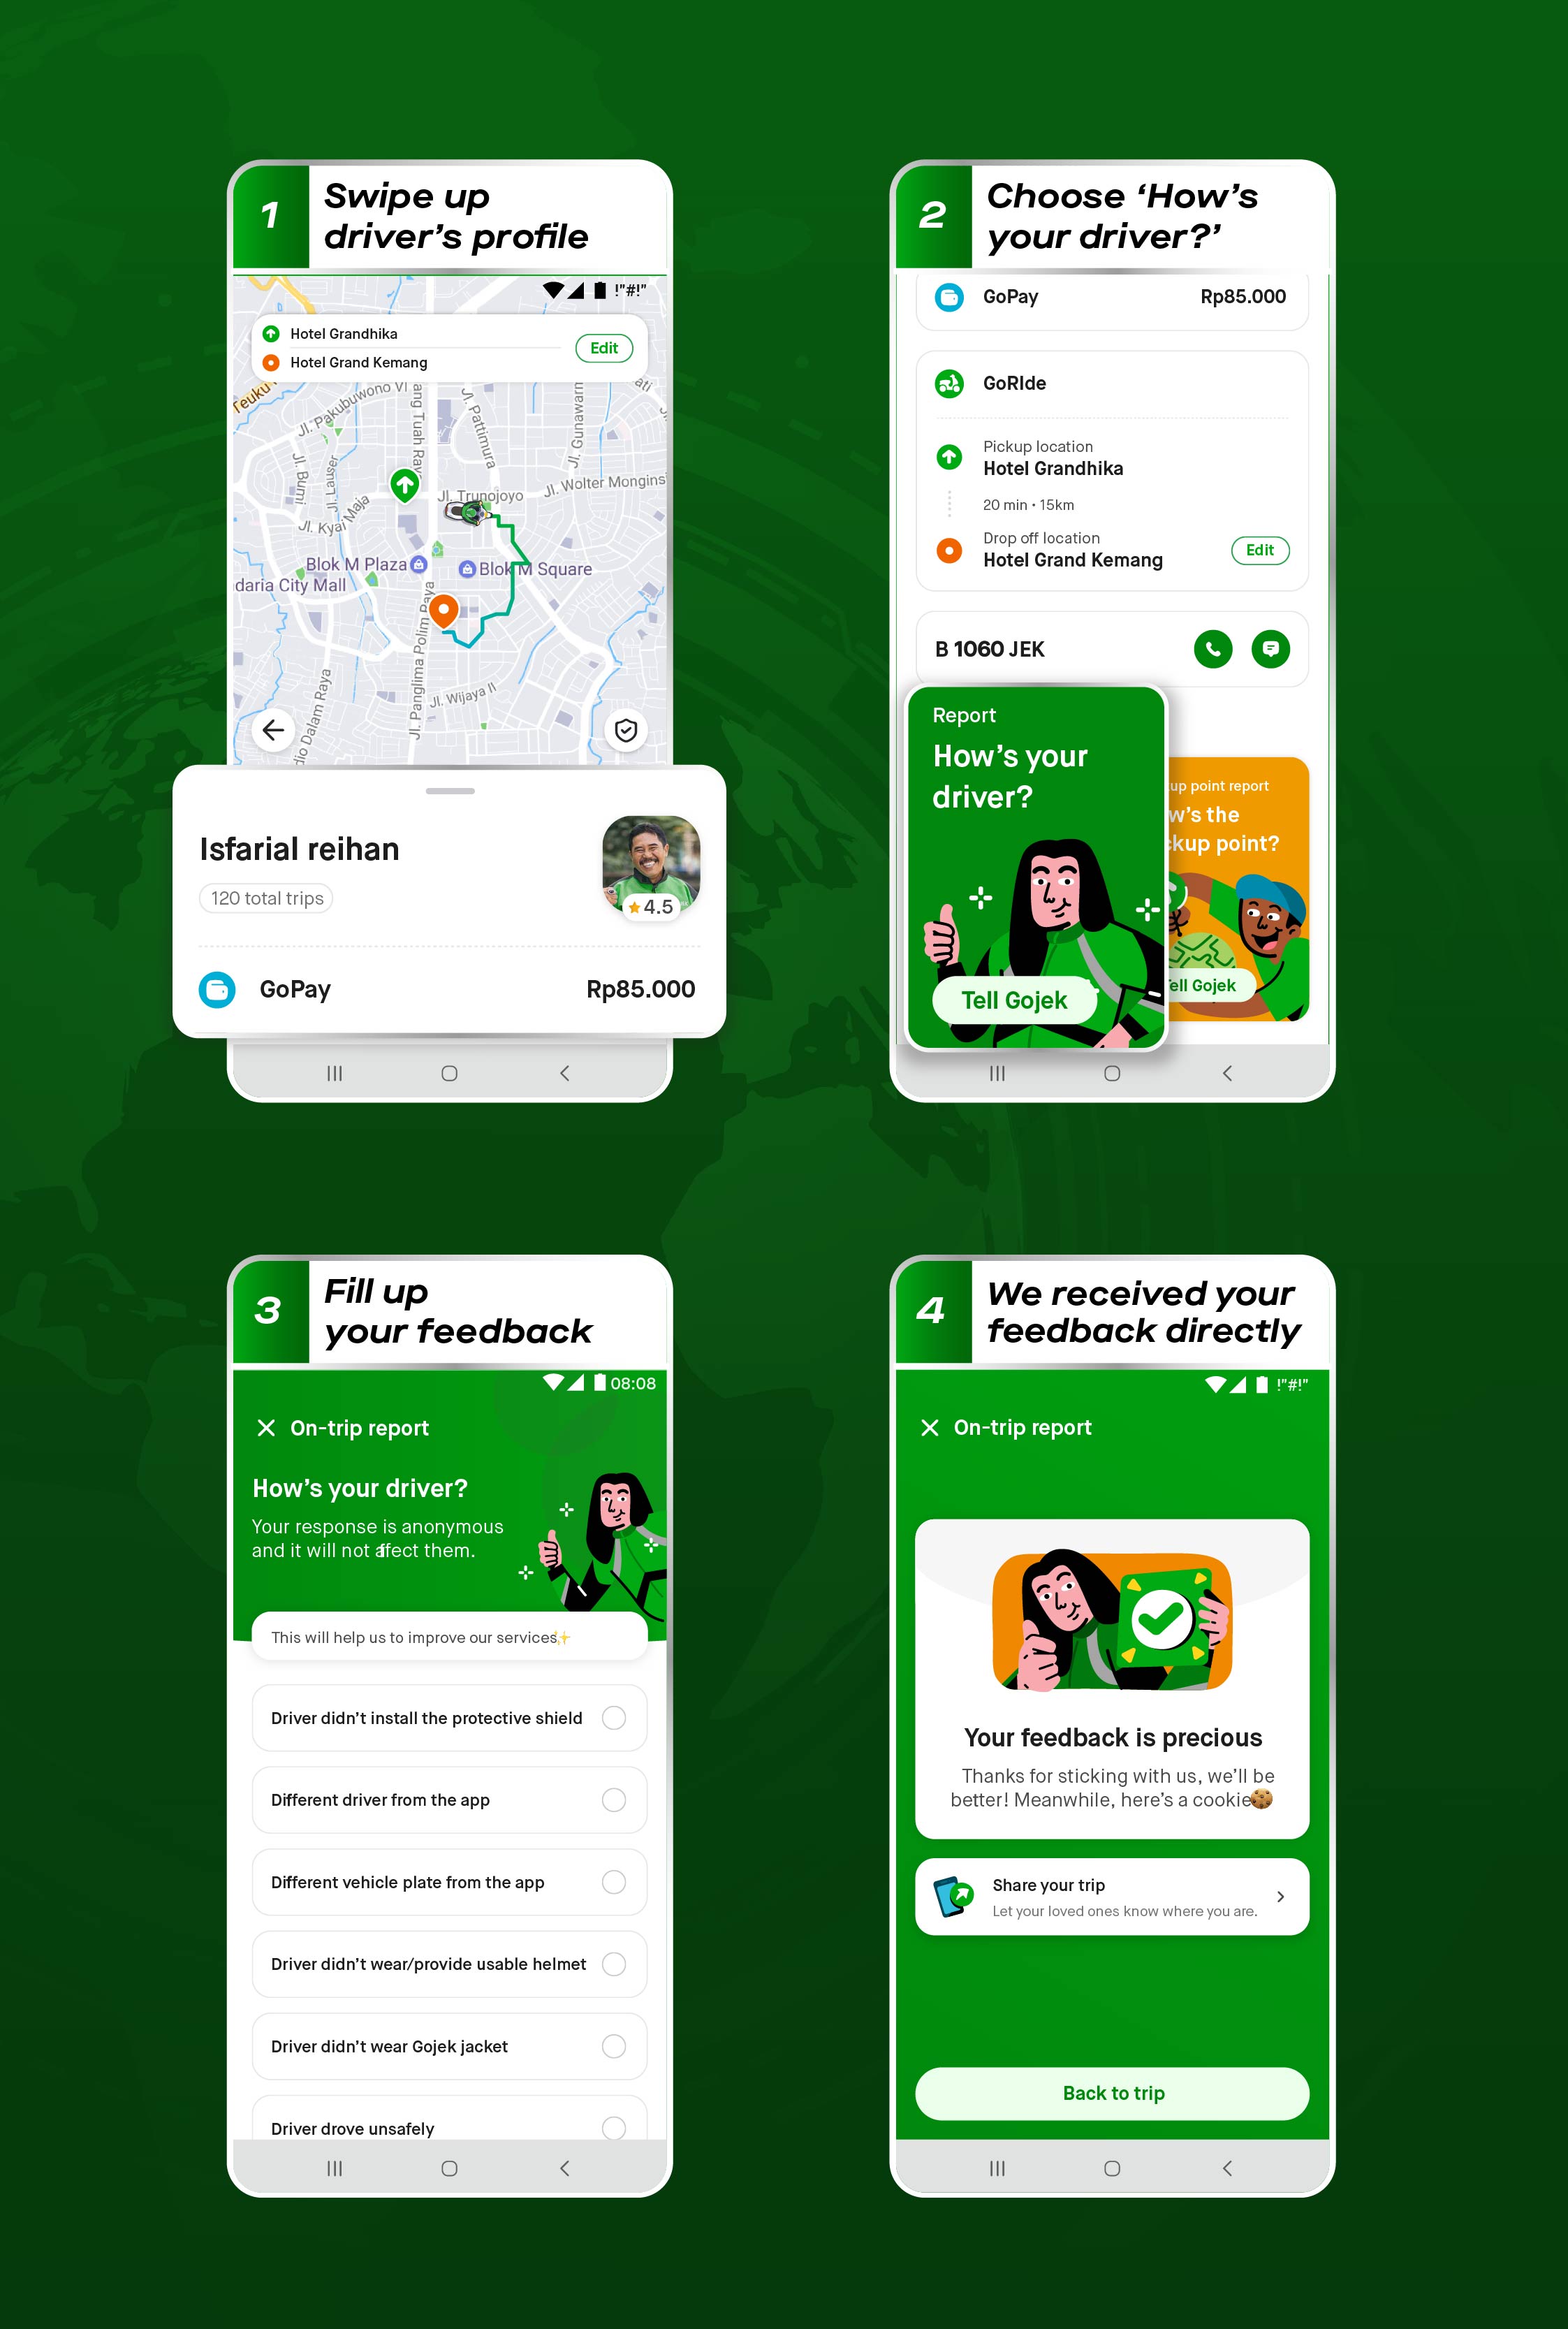 1
Swipe up
driver’s profile
!"#!"
Hotel Grandhika
Edit
Hotel Grand Kemang
Teuku
Jl. Pakubuwono VI
ang Tuah Raya
Jl. Pattimura
Jl. Gunawarman
ati
Jl. Bumi
Jl. Lauser
Jl. Kyai Maja
Jl. Trunojoyo
Jl. Wolter Mongins
Blok M Plaza
Blok M Square
daria City Mall
Jl. Panglima Polim Raya
Jl. Wijaya II
dio Dalam Raya
Isfarial reihan
120 total trips
4.5
GoPay
Rp85.000
2
Choose ‘How’s
your driver?’
GoPay
Rp85.000
GoRIde
Pickup location
Hotel Grandhika
20 min • 15km
Drop off location
Hotel Grand Kemang
Edit
B 1060 JEK
Report
How’s your
driver?
Tell Gojek
up point report
w’s the
ckup point?
Tell Gojek
3
Fill up
your feedback
08:08
On-trip report
How’s your driver?
Your response is anonymous
and it will not affect them.
This will help us to improve our services✨
Driver didn’t install the protective shield
Different driver from the app
Different vehicle plate from the app
Driver didn’t wear/provide usable helmet
Driver didn’t wear Gojek jacket
Driver drove unsafely
4
We received your
feedback directly
!"#!"
On-trip report
Your feedback is precious
Thanks for sticking with us, we’ll be
better! Meanwhile, here’s a cookie🍪
Share your trip
Let your loved ones know where you are.
Back to trip